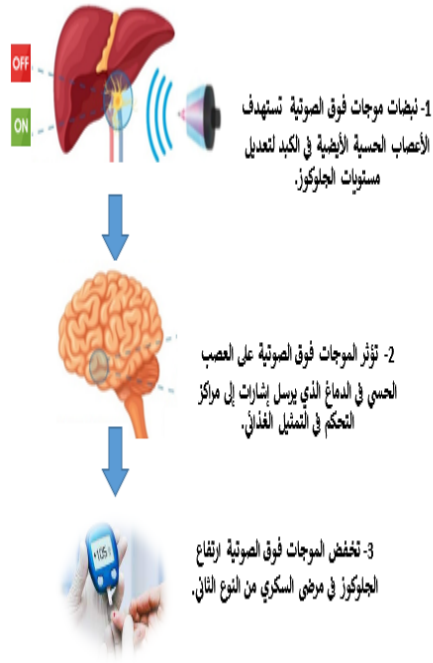 OFF
ON
1- نبضات موجات فوق الصوتية تستهدف
الأعصاب الحسية الأيضية في الكبد لتعديل
مستويات الجلوكوز.
2- تؤثر الموجات فوق الصوتية على العصب
الحسي في الدماغ الذي يرسل إشارات إلى مراكز
التحكم في التمثيل الغذائي.
105
3- تخفض الموجات فوق الصوتية ارتفاع
الجلوكوز في مرضى السكري من النوع الثاني.